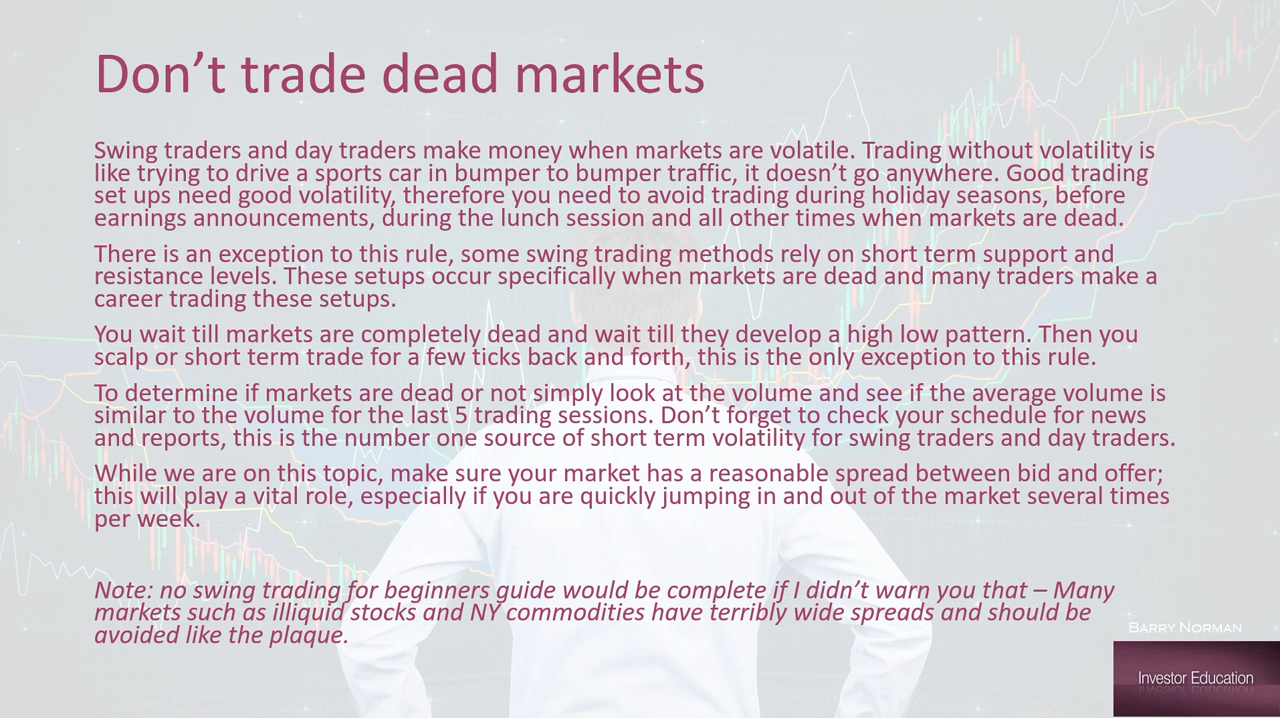 Don’t trade dead markets
Swing traders and day traders make money when markets are volatile. Trading without volatility is
like trying to drive a sports car in bumper to bumper traffic, it doesn’t go anywhere. Good trading
set ups need good volatility, therefore you need to avoid trading during holiday seasons, before
earnings announcements, during the lunch session and all other times when markets are dead.
There is an exception to this rule, some swing trading methods rely on short term support and
resistance levels. These setups occur specifically when markets are dead and many traders make a
career trading these setups.
You wait till markets are completely dead and wait till they develop a high low pattern. Then you
scalp or short term trade for a few ticks back and forth, this is the only exception to this rule.
To determine if markets are dead or not simply look at the volume and see if the average volume is
similar to the volume for the last 5 trading sessions. Don’t forget to check your schedule for news
and reports, this is the number one source of short term volatility for swing traders and day traders.
While we are on this topic, make sure your market has a reasonable spread between bid and offer;
this will play a vital role, especially if you are quickly jumping in and out of the market several times
per week.
Note: no swing trading for beginners guide would be complete if I didn’t warn you that – Many
markets such as illiquid stocks and NY commodities have terribly wide spreads and should be
avoided like the plaque.
Barry Norman
Investor Education